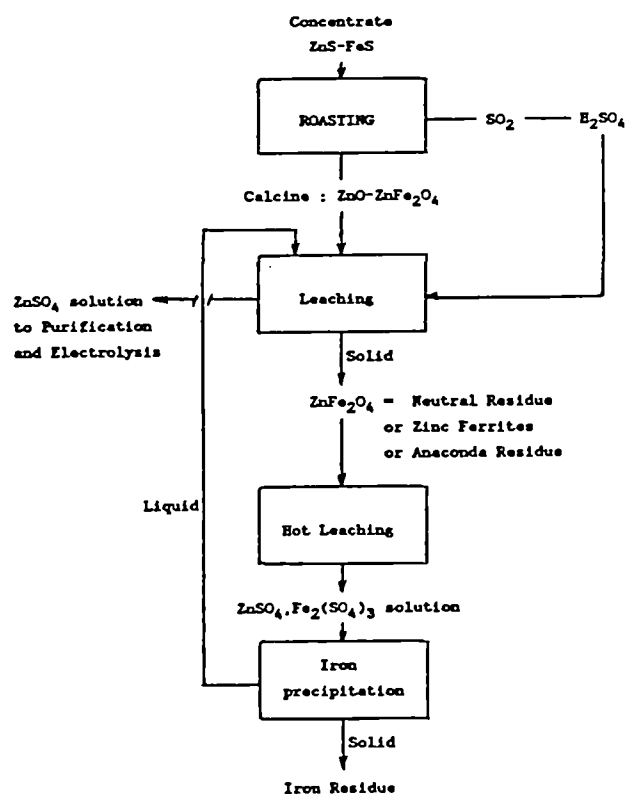 Concentrate
ZnS-FeS
ROASTING
SO2
H2SO4
Calcine : ZnO-ZnFe2O4
Leaching
ZnSO4 solution
to Purification
and Electrolysis
Solid
ZnFe2O4 = Neutral Residue
or Zinc Ferrites
or Anaconda Residue
Liquid
Hot Leaching
ZnSO4.Fe2(SO4)3 solution
Iron
precipitation
Solid
Iron Residue